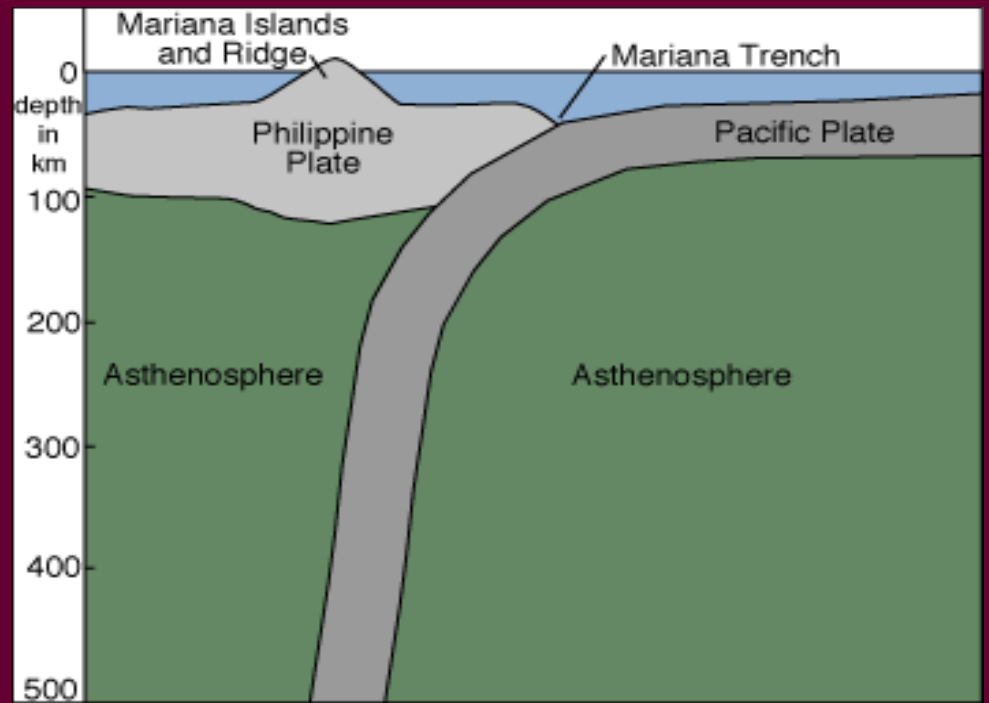 Mariana Islands
and Ridge
Mariana Trench
0
depth
in
km
Philippine
Plate
Pacific Plate
100
200
Asthenosphere
Asthenosphere
300
400
500